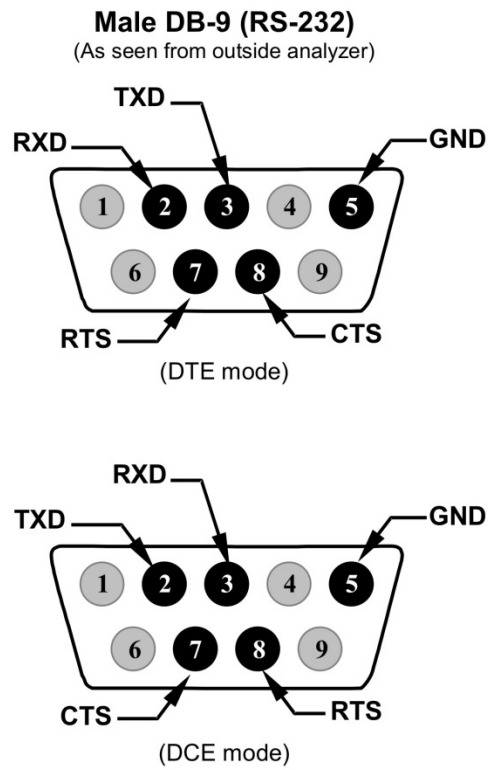 Male DB-9 (RS-232)
(As seen from outside analyzer)
TXD
RXD
GND
1 2 3 4 5
6 7 8 9
RTS
CTS
(DTE mode)
RXD
TXD
GND
1 2 3 4 5
6 7 8 9
CTS
RTS
(DCE mode)